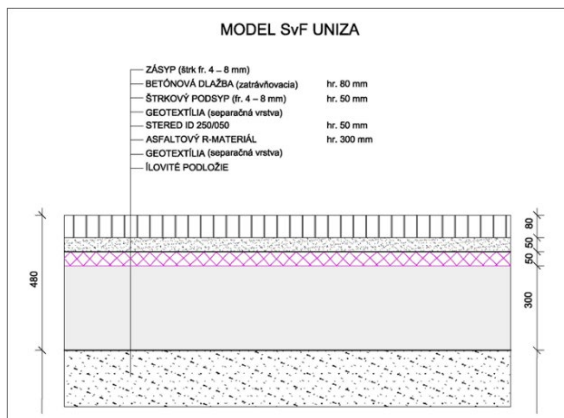 MODEL SvF UNIZA
ZÁSYP (štrk fr. 4 – 8 mm)
BETÓNOVÁ DLAŽBA (zatrávňovacia) hr. 80 mm
ŠTRKOVÝ PODSYP (fr. 4 – 8 mm) hr. 50 mm
GEOTEXTÍLIA (separačná vrstva)
STERED ID 250/050 hr. 50 mm
ASFALTOVÝ R-MATERIÁL hr. 300 mm
GEOTEXTÍLIA (separačná vrstva)
ÍLOVITÉ PODLOŽIE
480
80
50
50
300